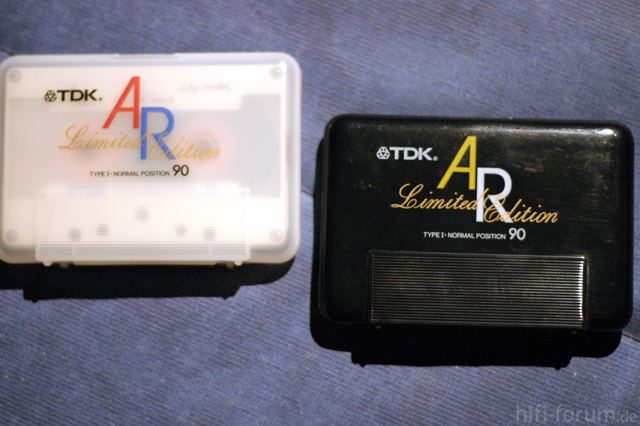 TDK.
AR
Limited Edition
TYPE I • NORMAL POSITION 90
TDK.
AR
Limited Edition
TYPE I • NORMAL POSITION 90
hifi-forum.de